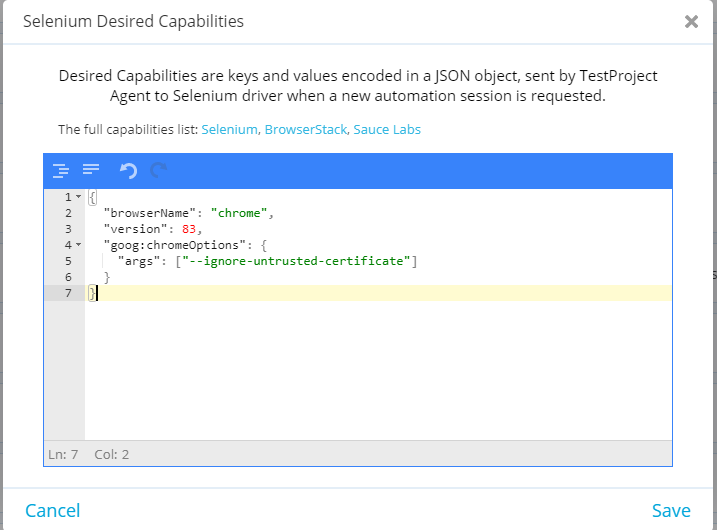 Selenium Desired Capabilities
Desired Capabilities are keys and values encoded in a JSON object, sent by TestProject
Agent to Selenium driver when a new automation session is requested.
The full capabilities list: Selenium, BrowserStack, Sauce Labs
1 {
2 "browserName": "chrome",
3 "version": 83,
4 "goog:chromeOptions": {
5 "args": ["--ignore-untrusted-certificate"]
6 }
7 }
Ln: 7 Col: 2
Cancel
Save